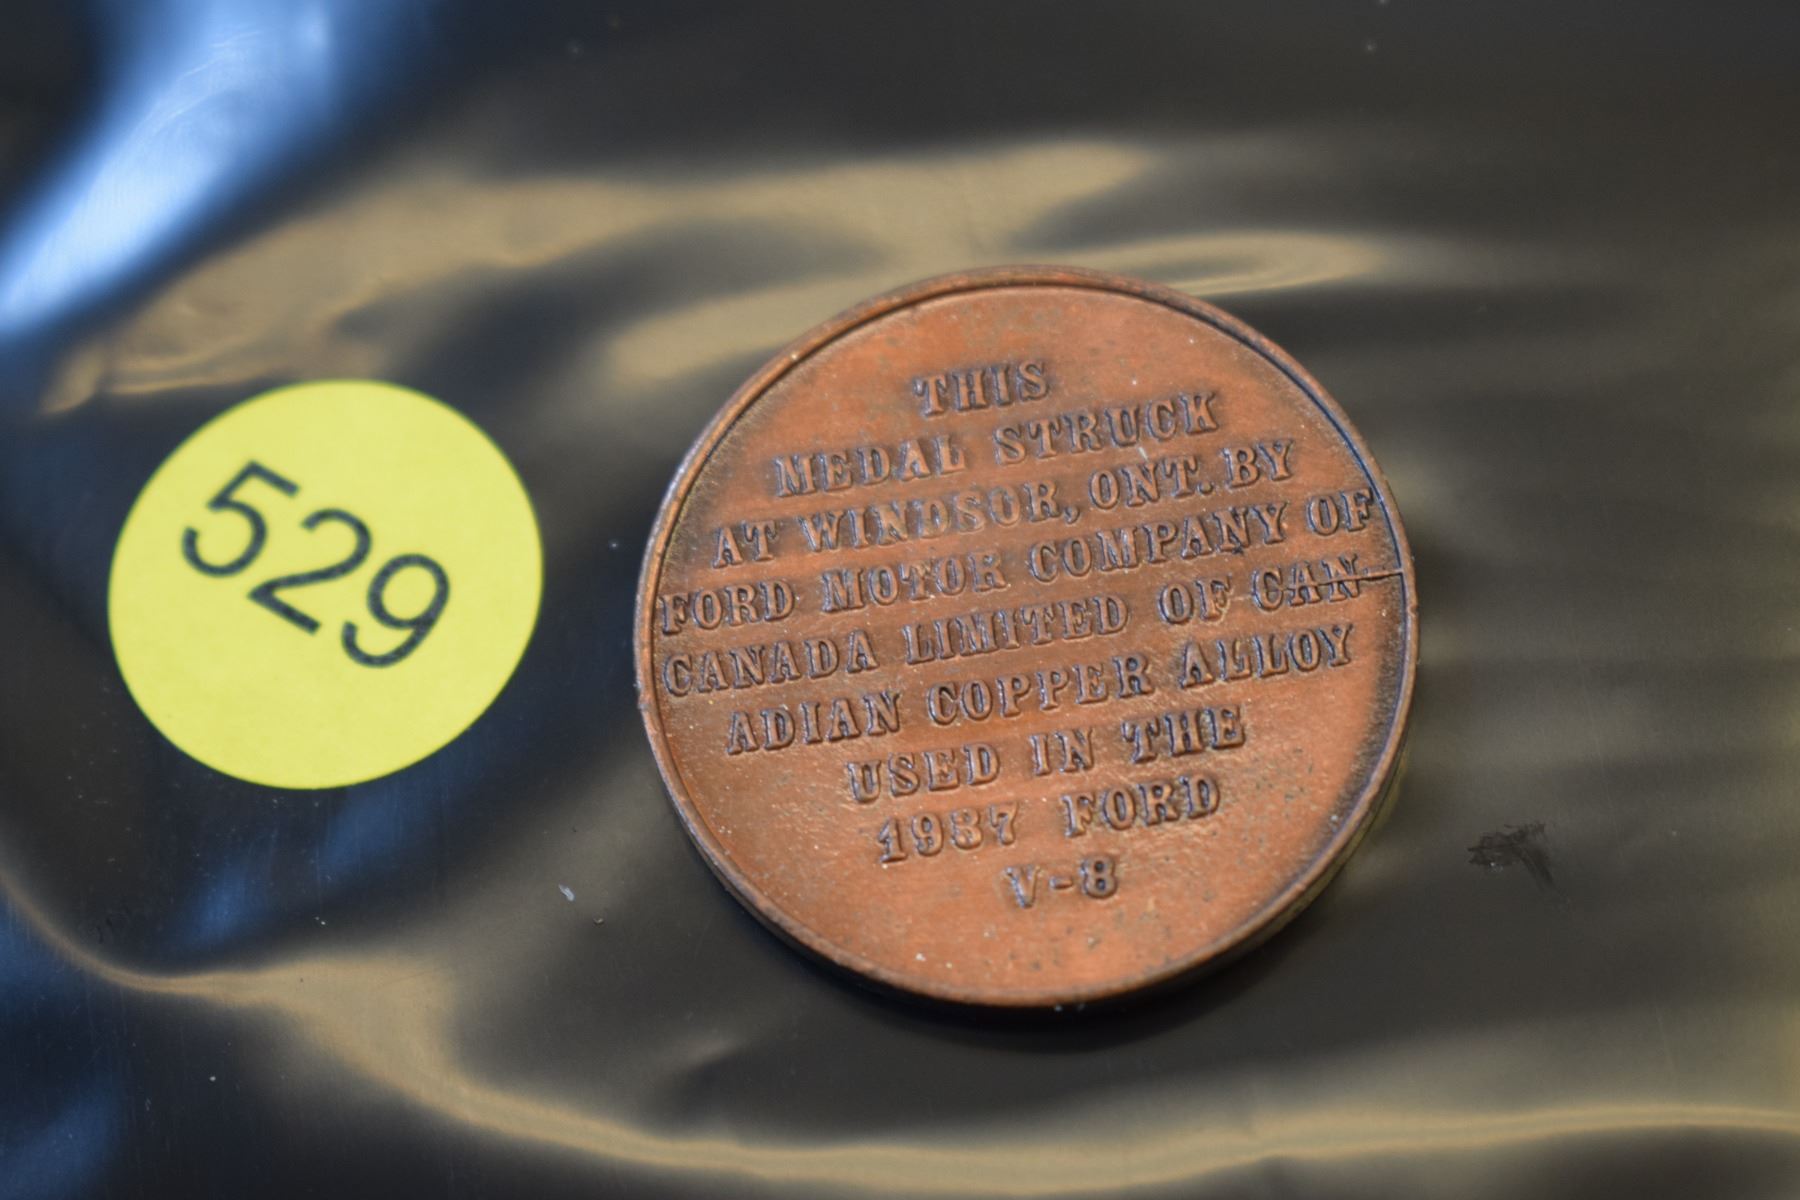 529
THIS
MEDAL STRUCK
AT WINDSOR, ONT. BY
FORD MOTOR COMPANY OF
CANADA LIMITED OF CAN-
ADIAN COPPER ALLOY
USED IN THE
1937 FORD
V-8